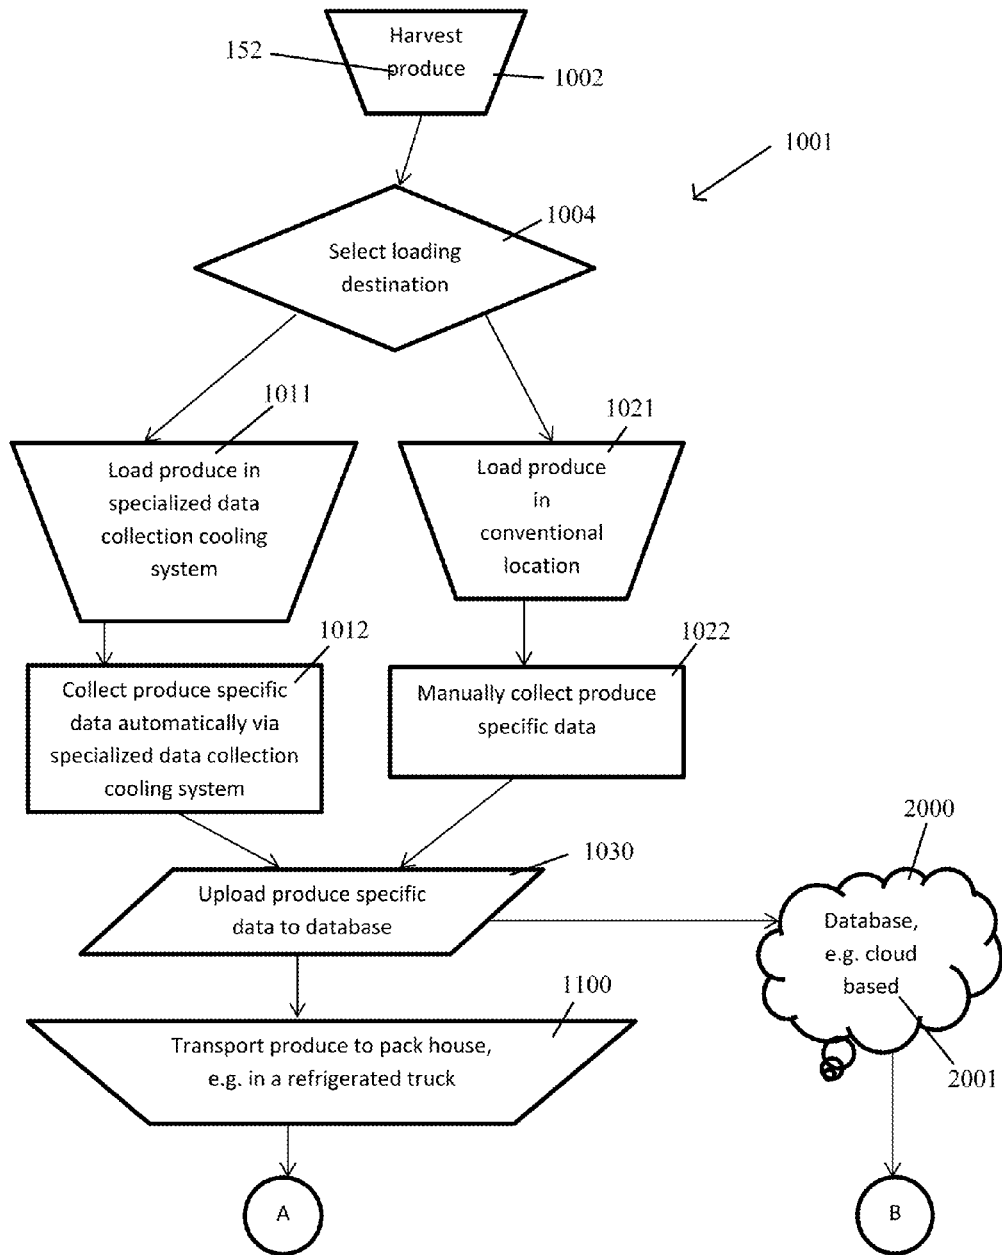 Harvest
produce
152
1002
1001
1004
Select loading
destination
1011
1021
Load produce in
specialized data
collection cooling
system
Load produce
in
conventional
location
1012
1022
Collect produce specific
data automatically via
specialized data collection
cooling system
Manually collect produce
specific data
2000
1030
Upload produce specific
data to database
Database,
e.g. cloud
based
1100
Transport produce to pack house,
e.g. in a refrigerated truck
2001
A
B